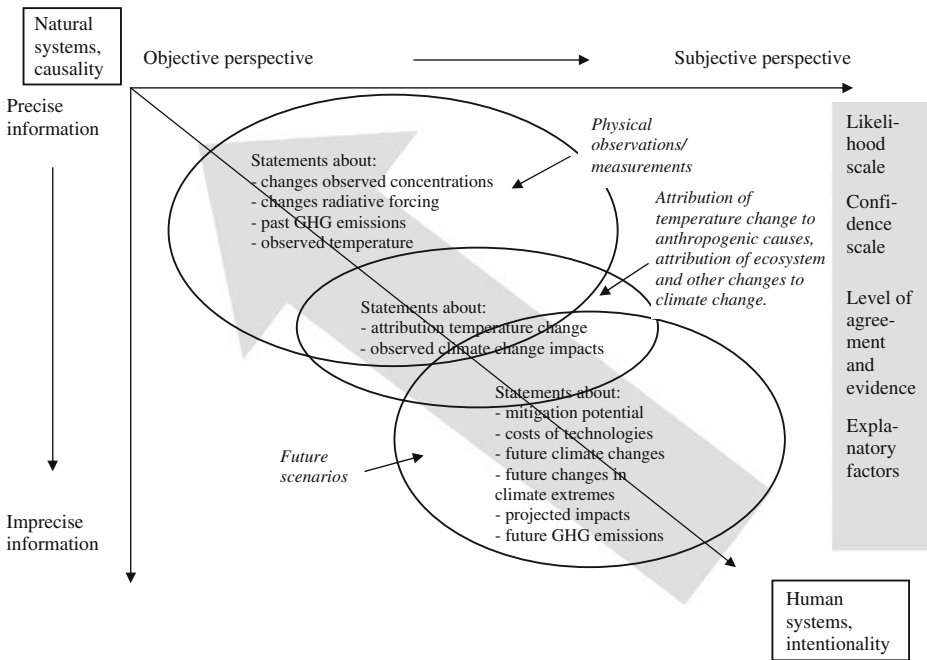 Natural
systems,
causality
Objective perspective
Subjective perspective
Precise
information
Imprecise
information
Physical
observations/
measurements
Statements about:
- changes observed concentrations
- changes radiative forcing
- past GHG emissions
- observed temperature
Attribution of
temperature change to
anthropogenic causes,
attribution of ecosystem
and other changes to
climate change.
Statements about:
- attribution temperature change
- observed climate change impacts
Statements about:
- mitigation potential
- costs of technologies
- future climate changes
- future changes in
climate extremes
- projected impacts
- future GHG emissions
Future
scenarios
Likeli-
hood
scale
Confi-
dence
scale
Level of
agree-
ment
and
evidence
Expla-
natory
factors
Human
systems,
intentionality